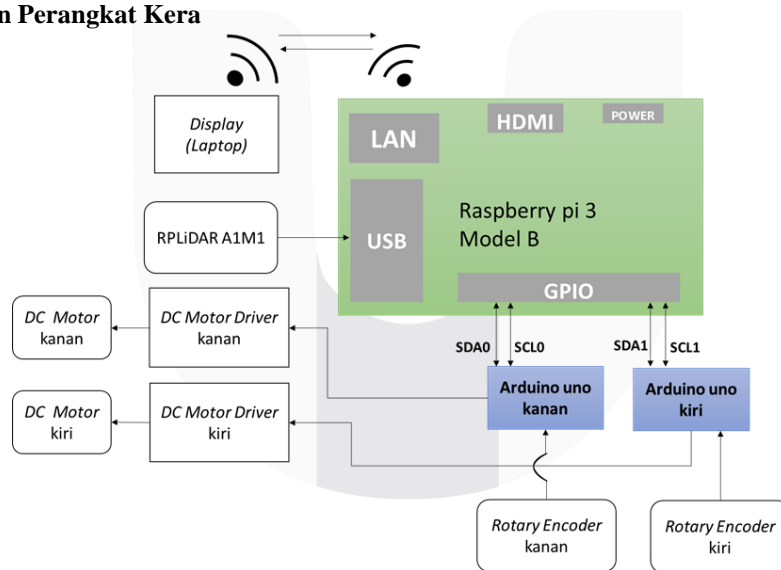 n Perangkat Kera
Display
(Laptop)
LAN
HDMI
POWER
RPLiDAR A1M1
USB
Raspberry pi 3
Model B
GPIO
DC Motor
kanan
DC Motor Driver
kanan
SDA0
SCL0
SDA1
SCL1
DC Motor
kiri
DC Motor Driver
kiri
Arduino uno
kanan
Arduino uno
kiri
Rotary Encoder
kanan
Rotary Encoder
kiri